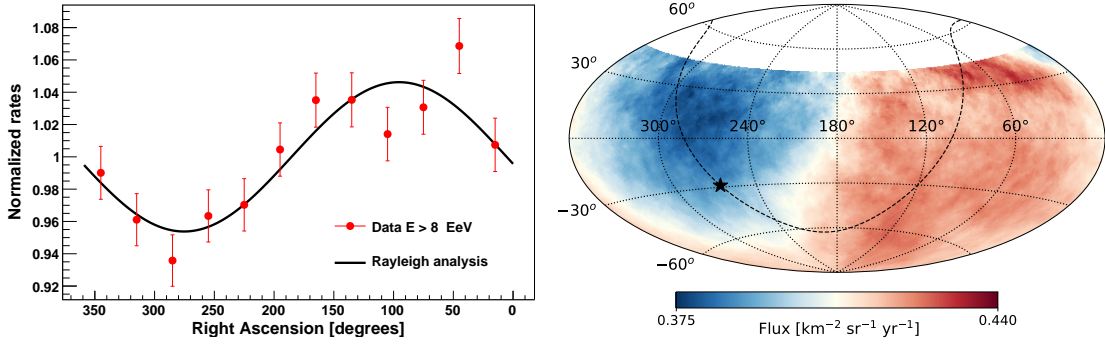 Normalized rates
1.08
1.06
1.04
1.02
1
0.98
0.96
0.94
0.92
350 300 250 200 150 100 50 0
Right Ascension [degrees]
Data E > 8 EeV
Rayleigh analysis
60°
30°
300° 240° 180° 120° 60°
−30°
−60°
0.375 0.440
Flux [km⁻² sr⁻¹ yr⁻¹]